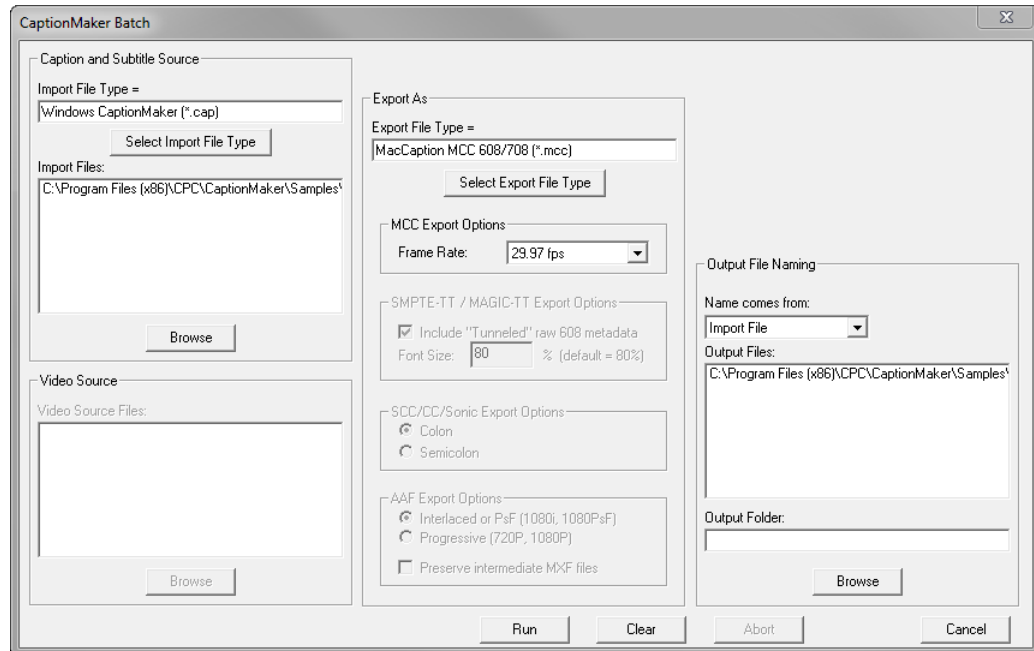 CaptionMaker Batch
Caption and Subtitle Source
Import File Type =
Windows CaptionMaker (*.cap)
Select Import File Type
Import Files:
C:\Program Files (x86)\CPC\CaptionMaker\Samples\
Browse
Video Source
Video Source Files:
Browse
Export As
Export File Type =
MacCaption MCC 608/708 (*.mcc)
Select Export File Type
MCC Export Options
Frame Rate: 29.97 fps
SMPTE-TT / MAGIC-TT Export Options
Include "Tunneled" raw 608 metadata
Font Size: 80 % (default = 80%)
SCC/CC/Sonic Export Options
Colon
Semicolon
AAF Export Options
Interlaced or PsF (1080i, 1080PsF)
Progressive (720P, 1080P)
Preserve intermediate MXF files
Output File Naming
Name comes from:
Import File
Output Files:
C:\Program Files (x86)\CPC\CaptionMaker\Samples\
Output Folder:
Browse
Run Clear Abort Cancel